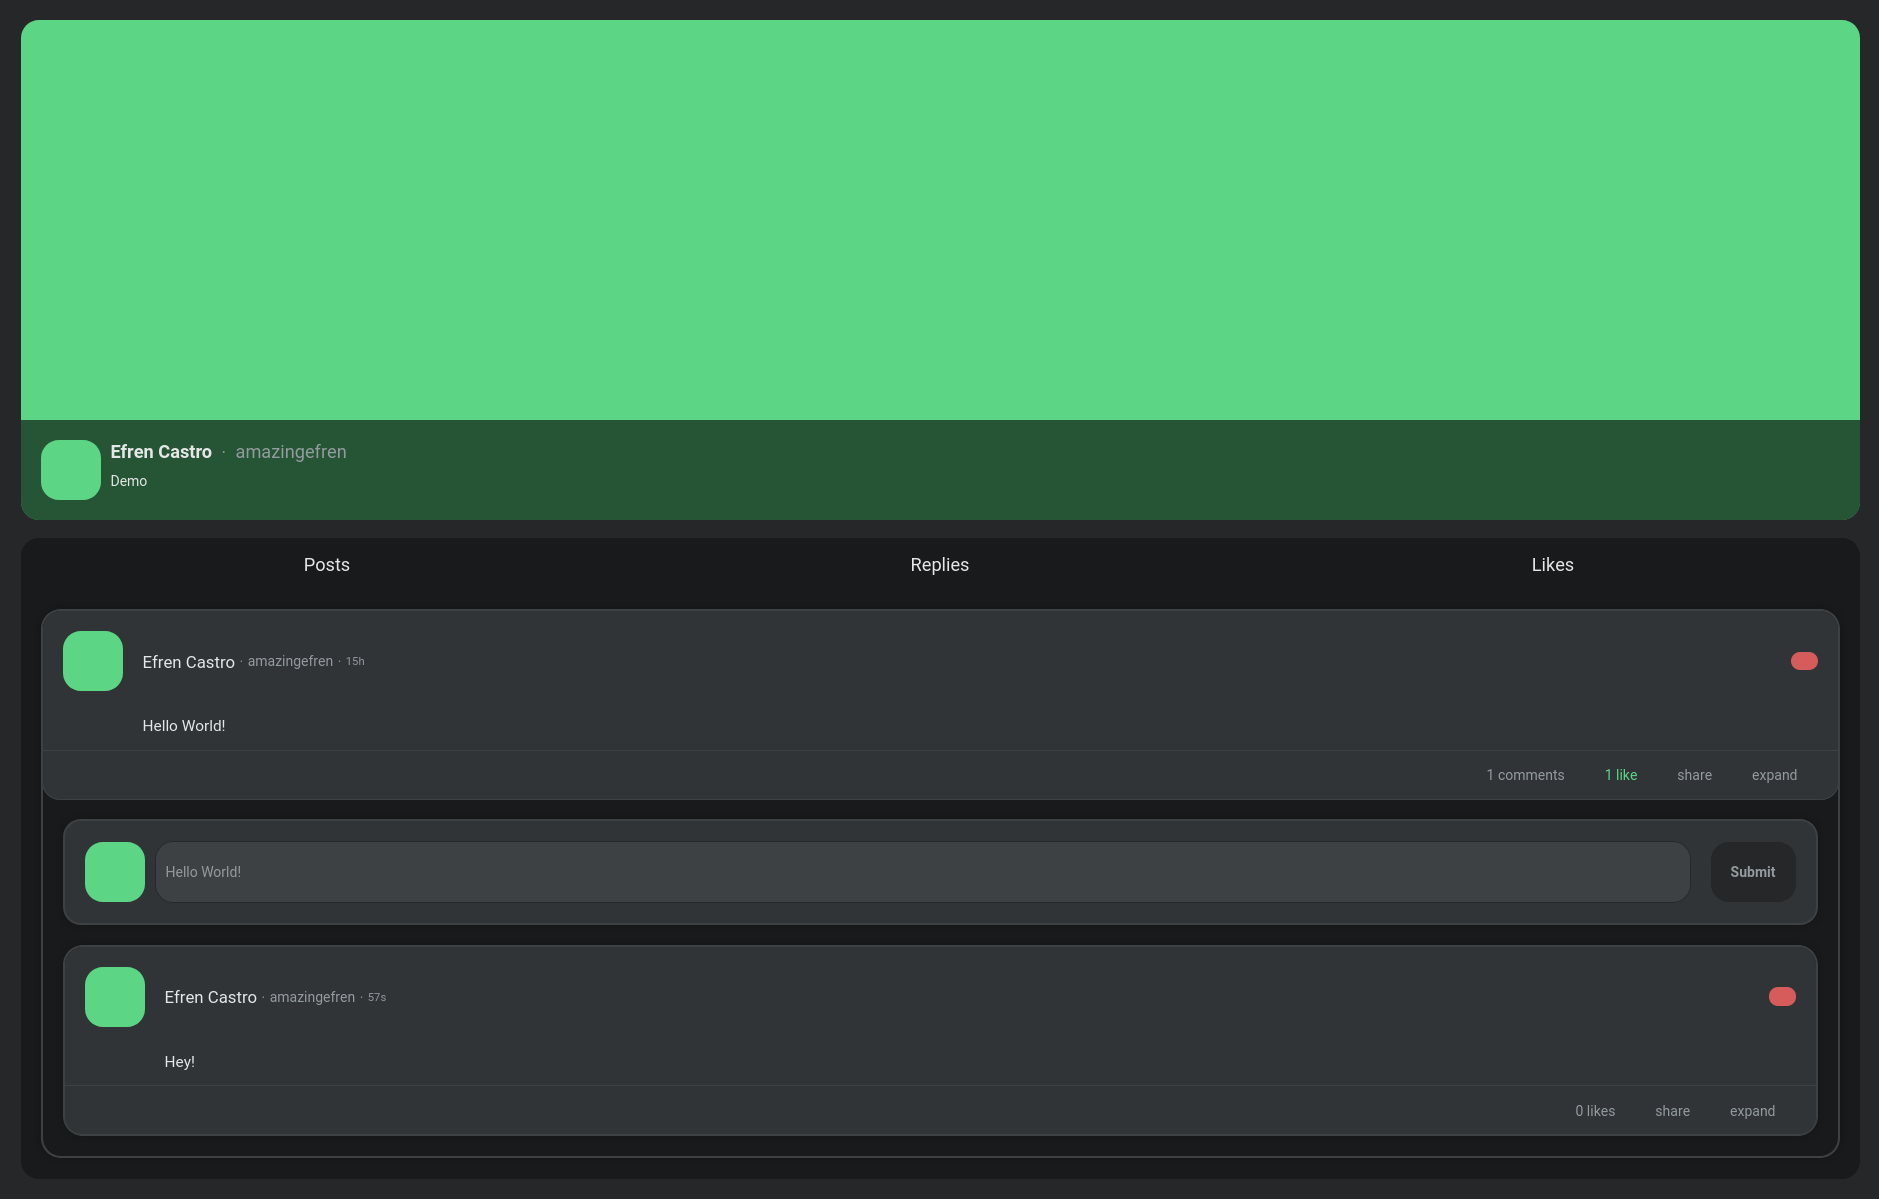 Efren Castro · amazingefren
Demo
Posts Replies Likes
Efren Castro · amazingefren · 15h
Hello World!
1 comments 1 like share expand
Hello World! Submit
Efren Castro · amazingefren · 57s
Hey!
0 likes share expand